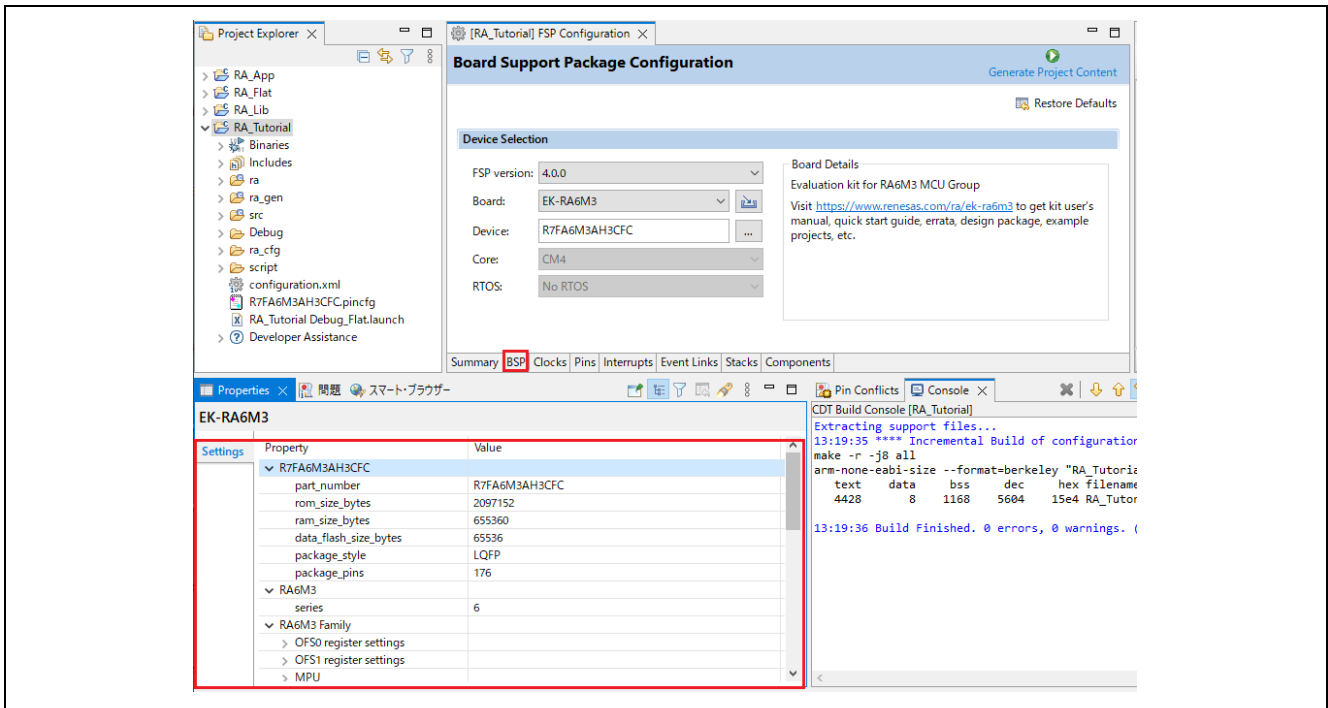 Project Explorer
RA_App
RA_Flat
RA_Lib
RA_Tutorial
Binaries
Includes
ra
ra_gen
src
Debug
ra_cfg
script
configuration.xml
R7FA6M3AH3CFC.pincfg
RA_Tutorial Debug_Flat.launch
Developer Assistance
[RA_Tutorial] FSP Configuration
Board Support Package Configuration
Generate Project Content
Restore Defaults
Device Selection
FSP version: 4.0.0
Board: EK-RA6M3
Device: R7FA6M3AH3CFC ...
Core: CM4
RTOS: No RTOS
Board Details
Evaluation kit for RA6M3 MCU Group
Visit https://www.renesas.com/ra/ek-ra6m3 to get kit user's
manual, quick start guide, errata, design package, example
projects, etc.
Summary BSP Clocks Pins Interrupts Event Links Stacks Components
Properties 問題 スマート・ブラウザー
EK-RA6M3
Settings
Property Value
R7FA6M3AH3CFC
part_number R7FA6M3AH3CFC
rom_size_bytes 2097152
ram_size_bytes 655360
data_flash_size_bytes 65536
package_style LQFP
package_pins 176
RA6M3
series 6
RA6M3 Family
OFS0 register settings
OFS1 register settings
MPU
Pin Conflicts Console
CDT Build Console [RA_Tutorial]
Extracting support files...
13:19:35 **** Incremental Build of configuration
make -r -j8 all
arm-none-eabi-size --format=berkeley "RA_Tutoria
text data bss dec hex filename
4428 8 1168 5604 15e4 RA_Tutor
13:19:36 Build Finished. 0 errors, 0 warnings. (